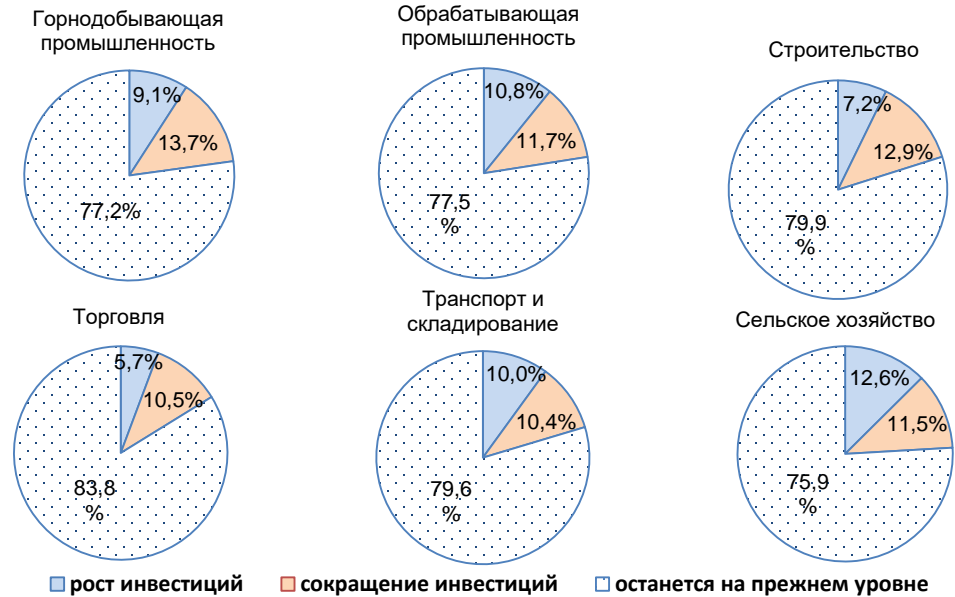 Горнодобывающая
промышленность
9,1%
13,7%
77,2%
Обрабатывающая
промышленность
10,8%
11,7%
77,5
%
Строительство
7,2%
12,9%
79,9
%
Торговля
5,7%
10,5%
83,8
%
Транспорт и
складирование
10,0%
10,4%
79,6
%
Сельское хозяйство
12,6%
11,5%
75,9
%
рост инвестиций
сокращение инвестиций
останется на прежнем уровне